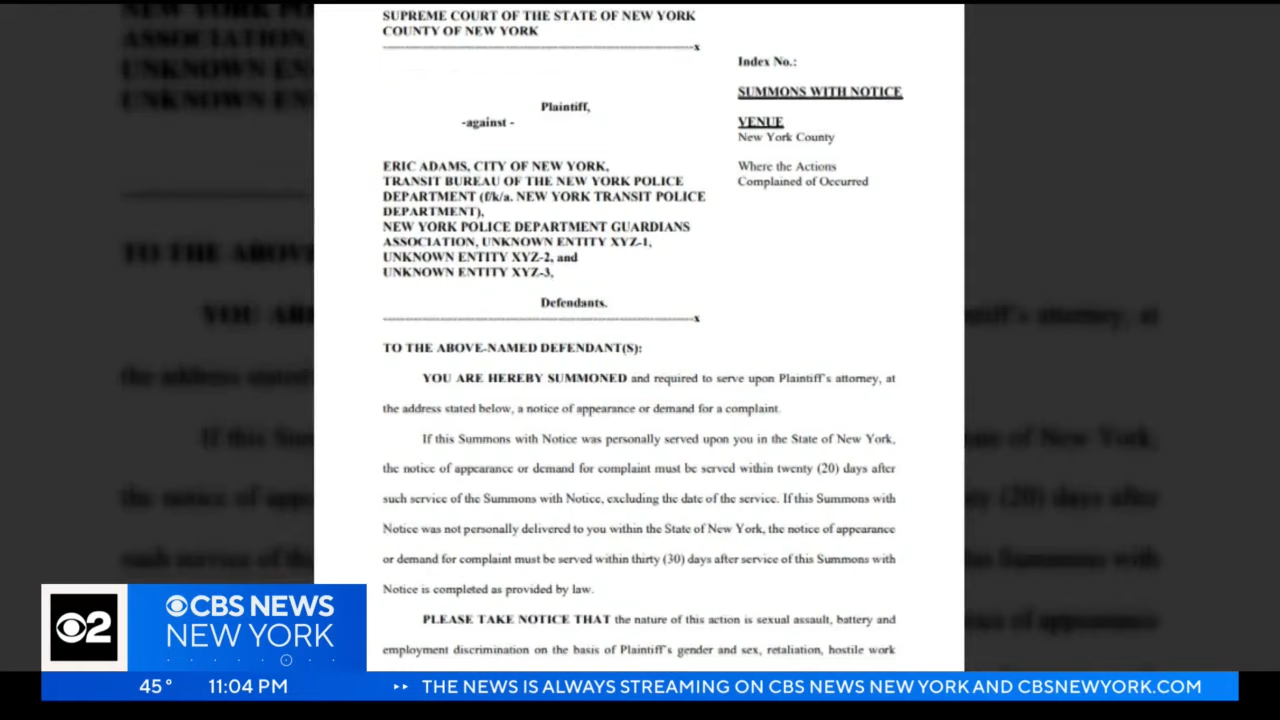 SUPREME COURT OF THE STATE OF NEW YORK
COUNTY OF NEW YORK
x
Index No.:
SUMMONS WITH NOTICE
Plaintiff,
-against -
VENUE
New York County
Where the Actions
Complained of Occurred
ERIC ADAMS, CITY OF NEW YORK,
TRANSIT BUREAU OF THE NEW YORK POLICE
DEPARTMENT (f/k/a. NEW YORK TRANSIT POLICE
DEPARTMENT),
NEW YORK POLICE DEPARTMENT GUARDIANS
ASSOCIATION, UNKNOWN ENTITY XYZ-1,
UNKNOWN ENTITY XYZ-2, and
UNKNOWN ENTITY XYZ-3,
Defendants.
x
TO THE ABOVE-NAMED DEFENDANT(S):
YOU ARE HEREBY SUMMONED and required to serve upon Plaintiff's attorney, at
the address stated below, a notice of appearance or demand for a complaint.
If this Summons with Notice was personally served upon you in the State of New York,
the notice of appearance or demand for complaint must be served within twenty (20) days after
such service of the Summons with Notice, excluding the date of the service. If this Summons with
Notice was not personally delivered to you within the State of New York, the notice of appearance
or demand for complaint must be served within thirty (30) days after service of this Summons with
Notice is completed as provided by law.
PLEASE TAKE NOTICE THAT the nature of this action is sexual assault, battery and
employment discrimination on the basis of Plaintiff's gender and sex, retaliation, hostile work
2
CBS NEWS
NEW YORK
45° 11:04 PM THE NEWS IS ALWAYS STREAMING ON CBS NEWS NEW YORK AND CBSNEWYORK.COM